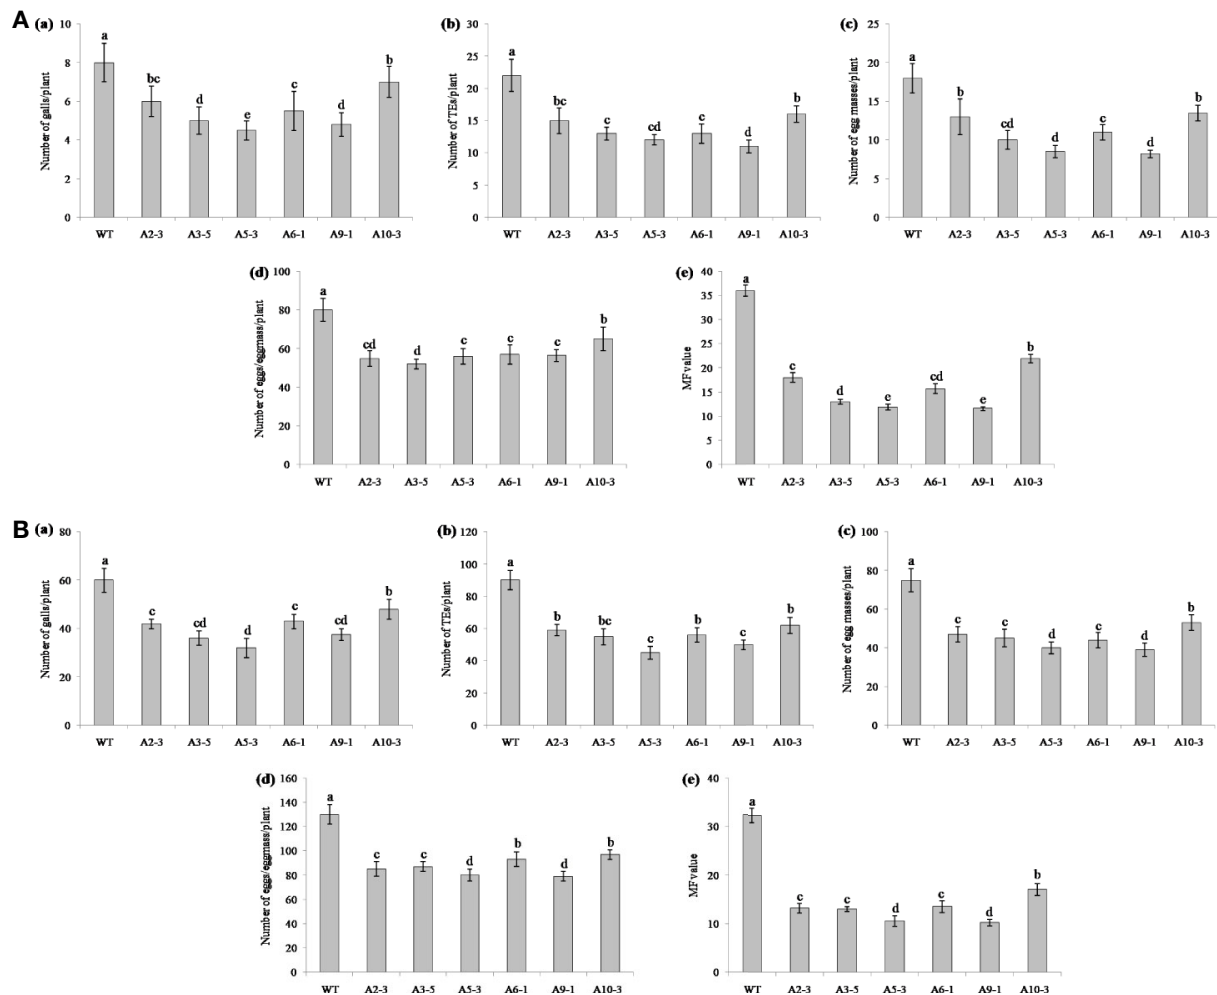 A
(a)
Number of galls/plant
10
8
6
4
2
0
a
bc
d
e
c
d
b
WT A2-3 A3-5 A5-3 A6-1 A9-1 A10-3
(b)
Number of TEs/plant
30
25
20
15
10
5
0
a
bc
c
cd
c
d
b
WT A2-3 A3-5 A5-3 A6-1 A9-1 A10-3
(c)
Number of egg masses/plant
25
20
15
10
5
0
a
b
cd
d
c
d
b
WT A2-3 A3-5 A5-3 A6-1 A9-1 A10-3
(d)
Number of eggs/eggmass/plant
100
80
60
40
20
0
a
cd
d
c
c
c
b
WT A2-3 A3-5 A5-3 A6-1 A9-1 A10-3
(e)
MF value
40
35
30
25
20
15
10
5
0
a
c
d
e
cd
e
b
WT A2-3 A3-5 A5-3 A6-1 A9-1 A10-3
B
(a)
Number of galls/plant
80
60
40
20
0
a
c
cd
d
c
cd
b
WT A2-3 A3-5 A5-3 A6-1 A9-1 A10-3
(b)
Number of TEs/plant
120
100
80
60
40
20
0
a
b
bc
c
b
c
b
WT A2-3 A3-5 A5-3 A6-1 A9-1 A10-3
(c)
Number of egg masses/plant
100
80
60
40
20
0
a
c
c
d
c
d
b
WT A2-3 A3-5 A5-3 A6-1 A9-1 A10-3
(d)
Number of eggs/eggmass/plant
160
140
120
100
80
60
40
20
0
a
c
c
d
b
d
b
WT A2-3 A3-5 A5-3 A6-1 A9-1 A10-3
(e)
MF value
40
30
20
10
0
a
c
c
d
c
d
b
WT A2-3 A3-5 A5-3 A6-1 A9-1 A10-3